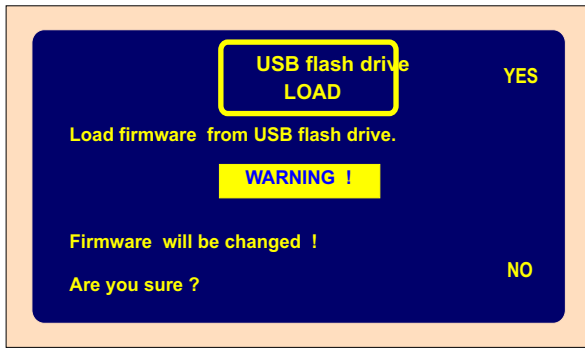 USB flash drive
LOAD
YES
Load firmware from USB flash drive.
WARNING !
Firmware will be changed !
Are you sure ?
NO